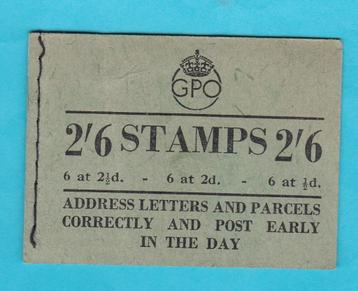 GPO
2'6 STAMPS 2'6
6 at 2½d. - 6 at 2d. - 6 at ½d.
ADDRESS LETTERS AND PARCELS
CORRECTLY AND POST EARLY
IN THE DAY